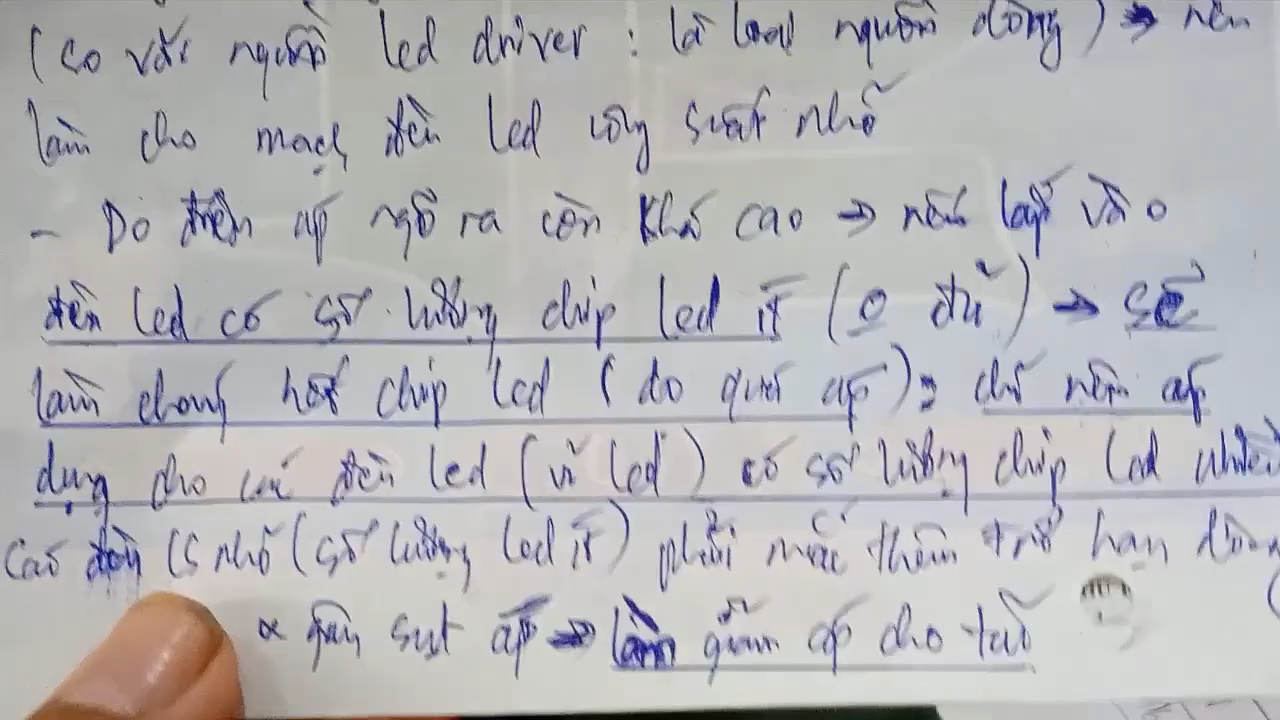 (so với nguồn led driver : là loại nguồn dòng) → nên
làm cho mạch đèn led công suất nhỏ
- Do điện áp ngõ ra còn khá cao → nếu lắp vào
đèn led có số lượng chip led ít (o đủ) → sẽ
làm chóng hư chip led (do quá áp) : chỉ nên áp
dụng cho các đèn led (vỉ led) có số lượng chip led nhiều
Các đèn CS nhỏ (số lượng led ít) phải mắc thêm trở hạn dòng
α gây sụt áp → làm giảm áp cho tải